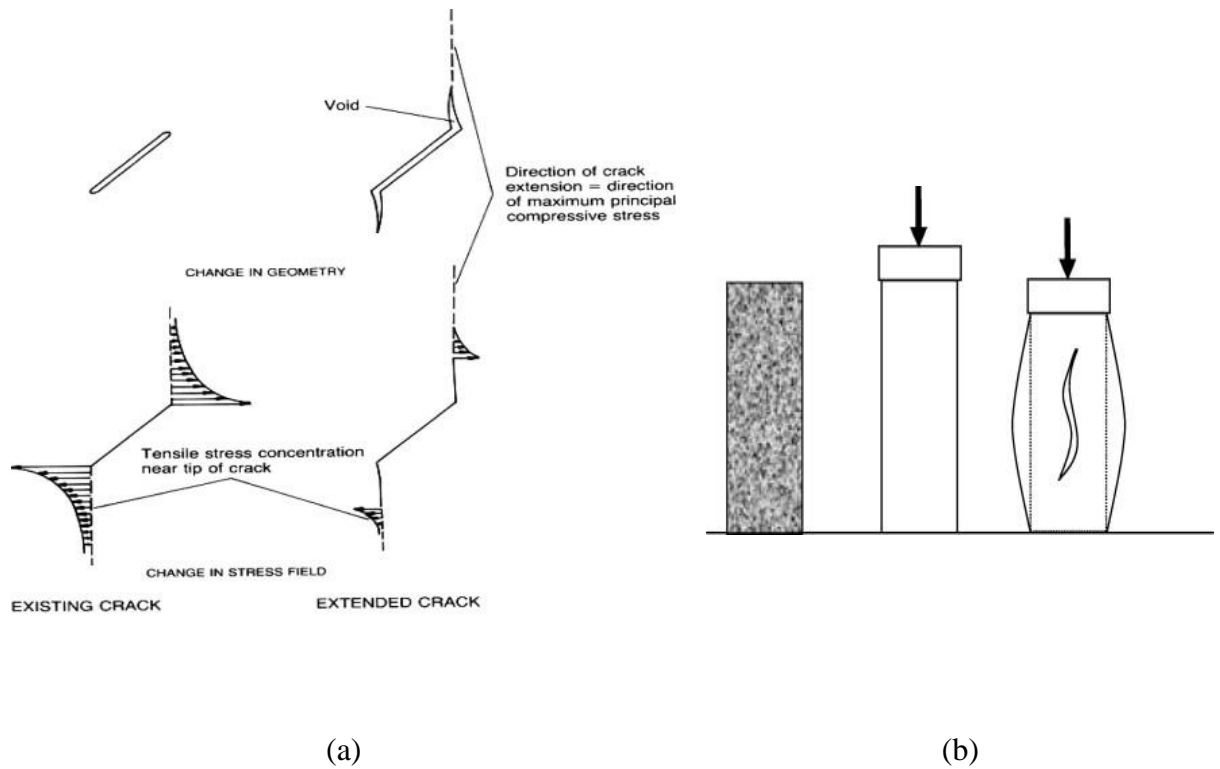 Void
Direction of crack
extension = direction
of maximum principal
compressive stress
CHANGE IN GEOMETRY
Tensile stress concentration
near tip of crack
CHANGE IN STRESS FIELD
EXISTING CRACK
EXTENDED CRACK
(a)
(b)